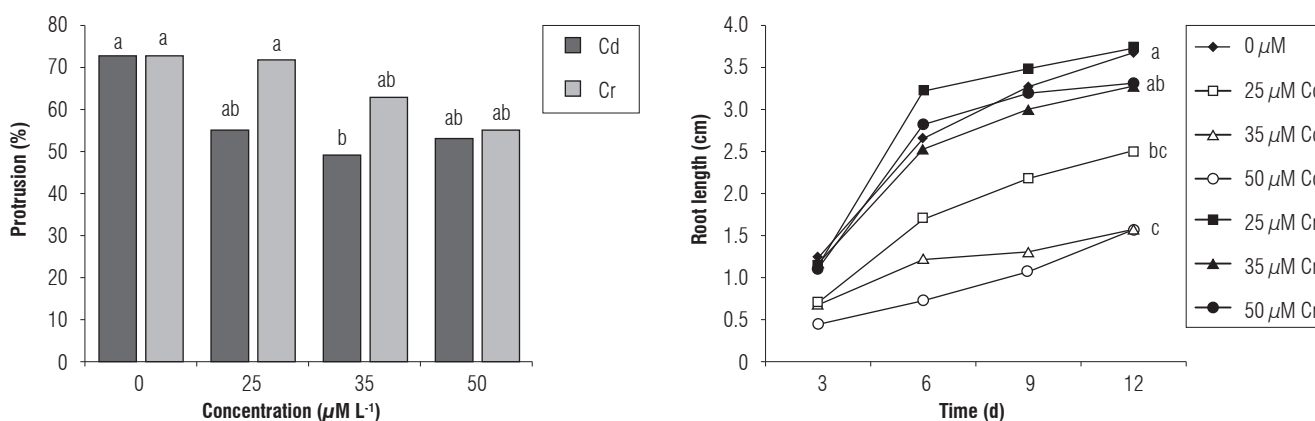 80
70
60
50
40
30
20
10
0
Protrusion (%)
a a a ab ab b ab ab
0 25 35 50
Concentration (μM L-1)
Cd
Cr
4.0
3.5
3.0
2.5
2.0
1.5
1.0
0.5
0.0
Root length (cm)
a
ab
bc
c
3 6 9 12
Time (d)
0 μM
25 μM Cd
35 μM Cd
50 μM Cd
25 μM Cr
35 μM Cr
50 μM Cr